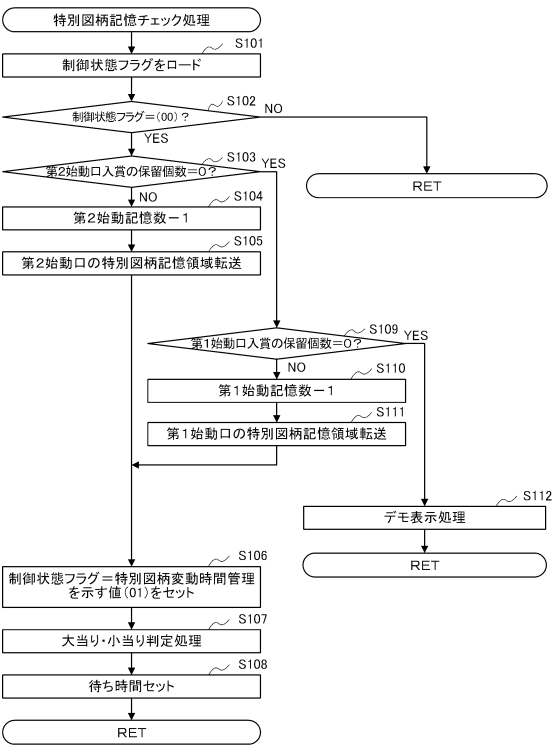 特別図柄記憶チェック処理
S101
制御状態フラグをロード
S102
制御状態フラグ=(00)?
NO
YES
RET
S103
第2始動口入賞の保留個数=0?
YES
NO
S104
第2始動記憶数-1
S105
第2始動口の特別図柄記憶領域転送
S109
第1始動口入賞の保留個数=0?
YES
NO
S110
第1始動記憶数-1
S111
第1始動口の特別図柄記憶領域転送
S112
デモ表示処理
RET
S106
制御状態フラグ=特別図柄変動時間管理
を示す値(01)をセット
S107
大当り・小当り判定処理
S108
待ち時間セット
RET